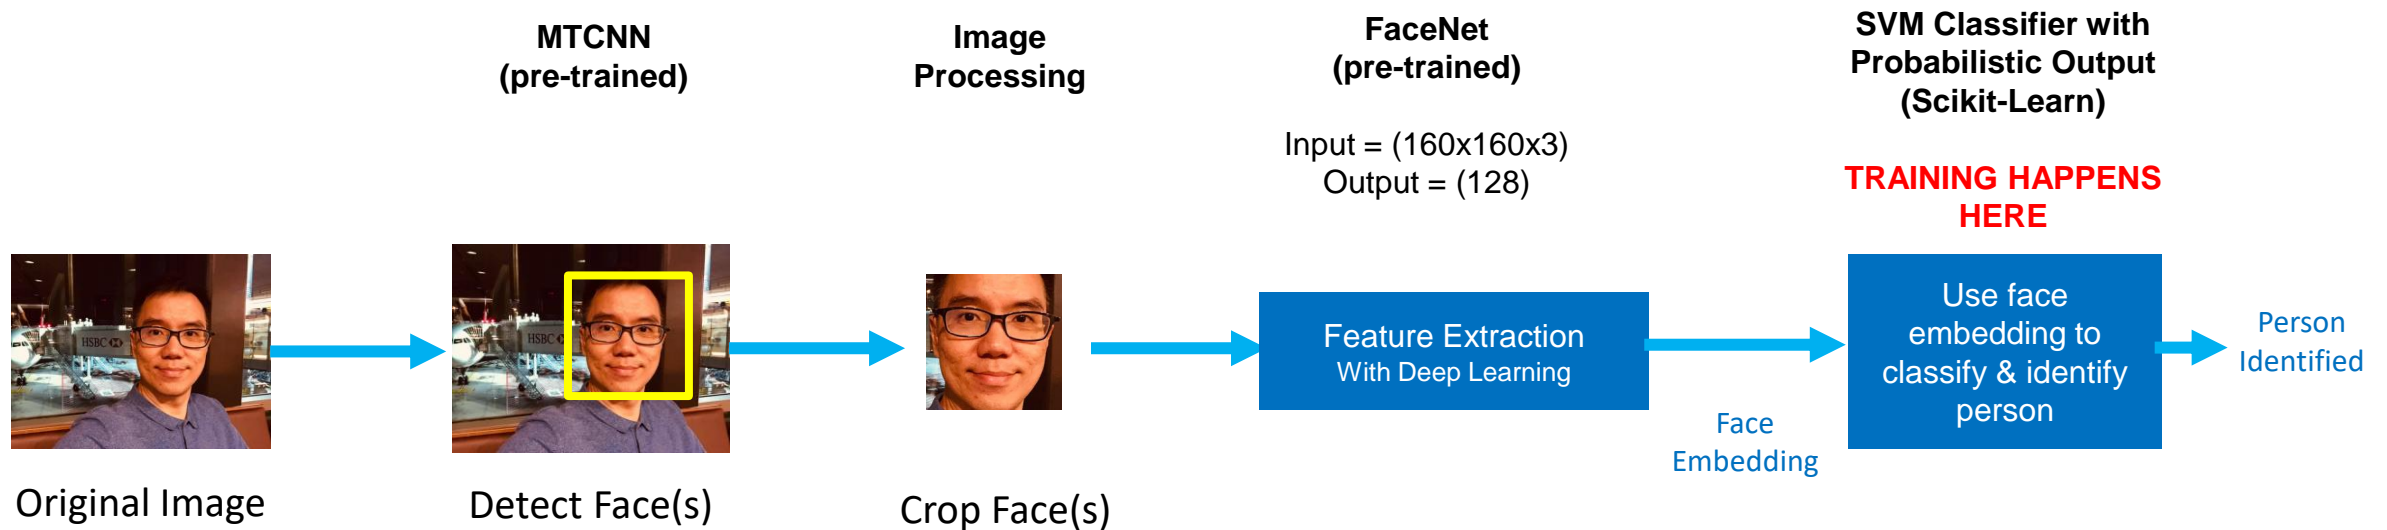 MTCNN
(pre-trained)
Image
Processing
FaceNet
(pre-trained)
Input = (160x160x3)
Output = (128)
SVM Classifier with
Probabilistic Output
(Scikit-Learn)
TRAINING HAPPENS
HERE
HSBC
HSBC
Feature Extraction
With Deep Learning
Face
Embedding
Use face
embedding to
classify & identify
person
Person
Identified
Original Image
Detect Face(s)
Crop Face(s)